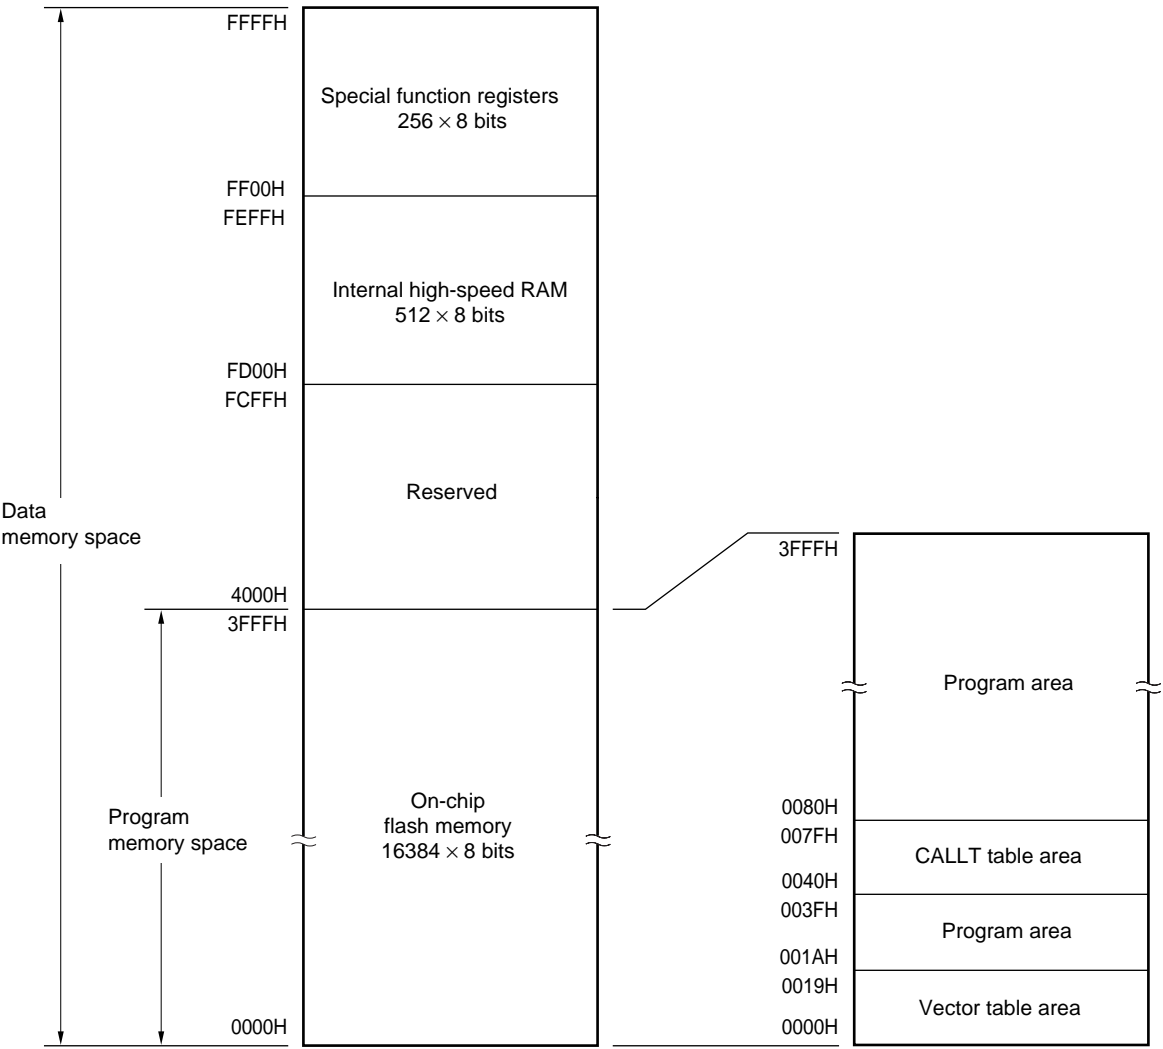 FFFFH
Special function registers
256 × 8 bits
FF00H
FEFFH
Internal high-speed RAM
512 × 8 bits
FD00H
FCFFH
Reserved
Data
memory space
4000H
3FFFH
Program
memory space
On-chip
flash memory
16384 × 8 bits
0000H
3FFFH
Program area
0080H
007FH
CALLT table area
0040H
003FH
Program area
001AH
0019H
Vector table area
0000H